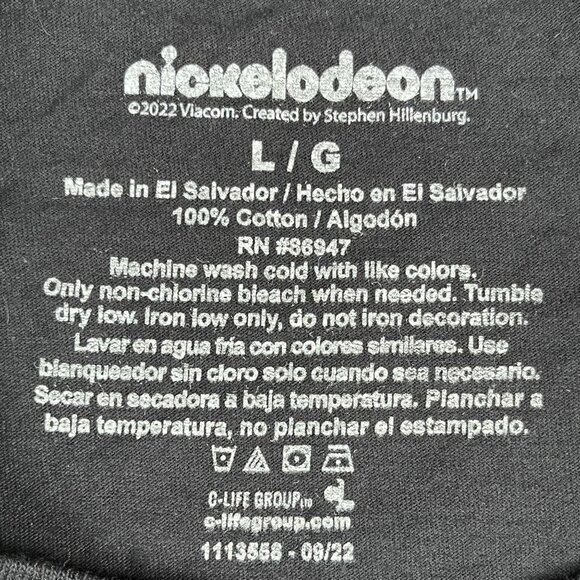 nickelodeon™
©2022 Viacom. Created by Stephen Hillenburg.
L / G
Made in El Salvador / Hecho en El Salvador
100% Cotton / Algodón
RN #86947
Machine wash cold with like colors.
Only non-chlorine bleach when needed. Tumble
dry low. Iron low only, do not iron decoration.
Lavar en agua fría con colores similares. Use
blanqueador sin cloro solo cuando sea necesario.
Secar en secadora a baja temperatura. Planchar a
baja temperatura, no planchar el estampado.
C-LIFE GROUP LTD
c-lifegroup.com
1113558 - 09/22